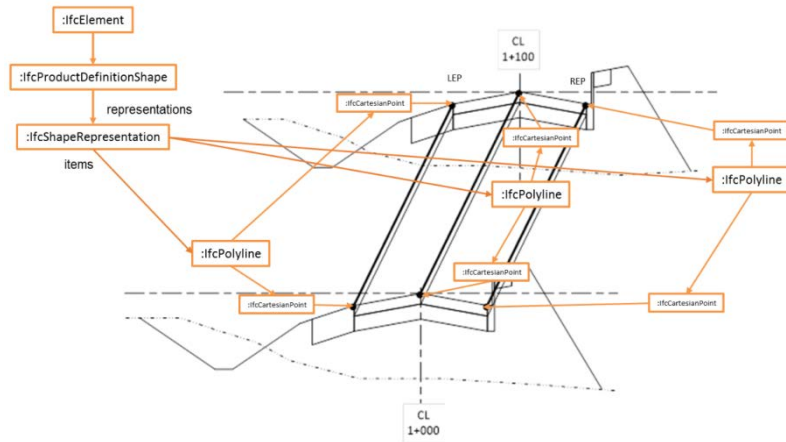 :IfcElement
CL
1+100
:IfcProductDefinitionShape
LEP
REP
representations
:IfcCartesianPoint
:IfcShapeRepresentation
:IfcCartesianPoint
:IfcCartesianPoint
items
:IfcPolyline
:IfcPolyline
:IfcPolyline
:IfcCartesianPoint
:IfcCartesianPoint
:IfcCartesianPoint
CL
1+000